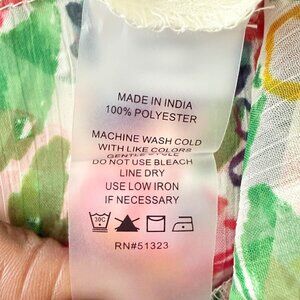 MADE IN INDIA
100% POLYESTER
MACHINE WASH COLD
WITH LIKE COLORS
GENTLE CYCLE
DO NOT USE BLEACH
LINE DRY
USE LOW IRON
IF NECESSARY
30C
RN#51323